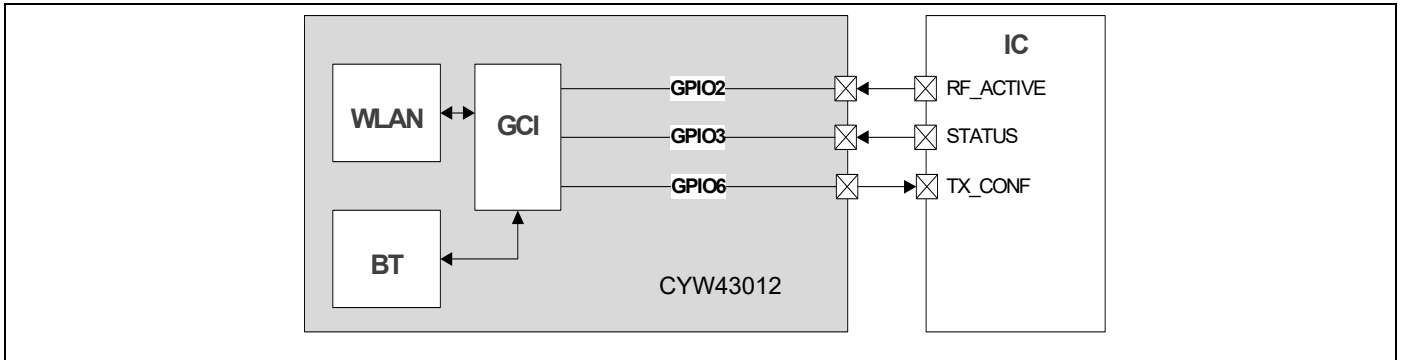 IC
GPIO2
RF_ACTIVE
WLAN
GCI
GPIO3
STATUS
GPIO6
TX_CONF
BT
CYW43012